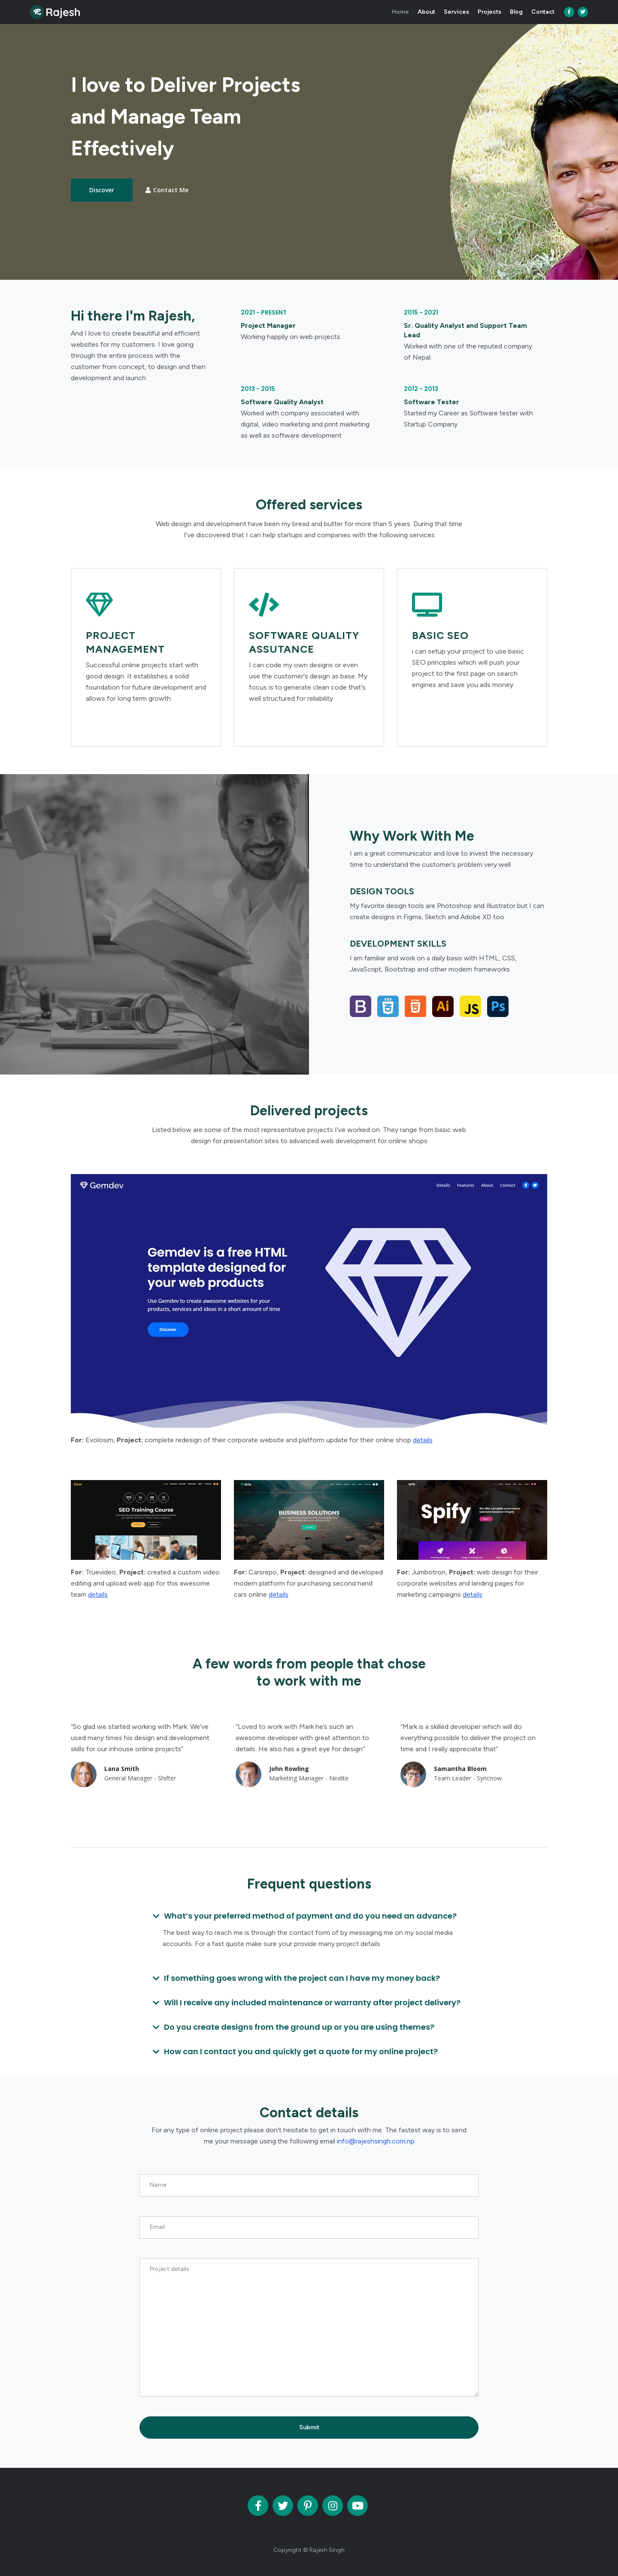 Rajesh
Home About Services Projects Blog Contact
I love to Deliver Projects
and Manage Team
Effectively
Discover
Contact Me
Hi there I'm Rajesh,
And I love to create beautiful and efficient
websites for my customers. I love going
through the entire process with the
customer from concept, to design and then
development and launch
2021 - PRESENT
Project Manager
Working happily on web projects
2015 - 2021
Sr. Quality Analyst and Support Team
Lead
Worked with one of the reputed company
of Nepal.
2013 - 2015
Software Quality Analyst
Worked with company associated with
digital, video marketing and print marketing
as well as software development
2012 - 2013
Software Tester
Started my Career as Software tester with
Startup Company
Offered services
Web design and development have been my bread and butter for more than 5 years. During that time
I've discovered that I can help startups and companies with the following services
PROJECT
MANAGEMENT
Successful online projects start with
good design. It establishes a solid
foundation for future development and
allows for long term growth
SOFTWARE QUALITY
ASSUTANCE
I can code my own designs or even
use the customer's design as base. My
focus is to generate clean code that's
well structured for reliability
BASIC SEO
i can setup your project to use basic
SEO principles which will push your
project to the first page on search
engines and save you ads money
Why Work With Me
I am a great communicator and love to invest the necessary
time to understand the customer's problem very well
DESIGN TOOLS
My favorite design tools are Photoshop and Illustrator but I can
create designs in Figma, Sketch and Adobe XD too
DEVELOPMENT SKILLS
I am familiar and work on a daily basis with HTML, CSS,
JavaScript, Bootstrap and other modern frameworks
B CSS HTML Ai JS Ps
Delivered projects
Listed below are some of the most representative projects I've worked on. They range from basic web
design for presentation sites to advanced web development for online shops
Gemdev
Details Features About Contact
Gemdev is a free HTML
template designed for
your web products
Use Gemdev to create awesome websites for your
products, services and ideas in a short amount of time
Discover
For: Evolosim, Project: complete redesign of their corporate website and platform update for their online shop details
SEO Training Course
BUSINESS SOLUTIONS
Spify
For: Truevideo, Project: created a custom video
editing and upload web app for this awesome
team details
For: Carsrepo, Project: designed and developed
modern platform for purchasing second hand
cars online details
For: Jumbotron, Project: web design for their
corporate websites and landing pages for
marketing campaigns details
A few words from people that chose
to work with me
"So glad we started working with Mark. We've
used many times his design and development
skills for our inhouse online projects"
Lana Smith
General Manager - Shifter
"Loved to work with Mark he's such an
awesome developer with great attention to
details. He also has a great eye for design"
John Rowling
Marketing Manager - Nexlite
"Mark is a skilled developer which will do
everything possible to deliver the project on
time and I really appreciate that"
Samantha Bloom
Team Leader - Syncnow
Frequent questions
What's your preferred method of payment and do you need an advance?
The best way to reach me is through the contact form of by messaging me on my social media
accounts. For a fast quote make sure your provide many project details
If something goes wrong with the project can I have my money back?
Will I receive any included maintenance or warranty after project delivery?
Do you create designs from the ground up or you are using themes?
How can I contact you and quickly get a quote for my online project?
Contact details
For any type of online project please don't hesitate to get in touch with me. The fastest way is to send
me your message using the following email info@rajeshsingh.com.np
Name
Email
Project details
Submit
Copyright © Rajesh Singh